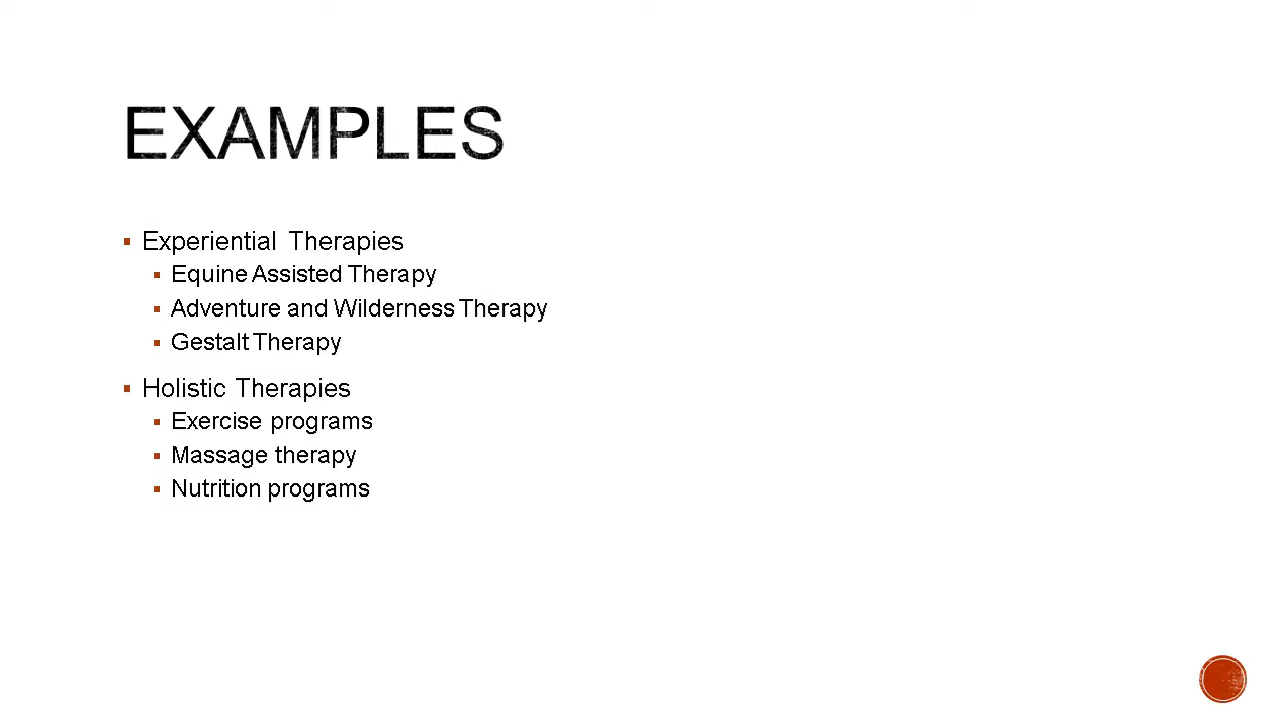 EXAMPLES
Experiential Therapies
Equine Assisted Therapy
Adventure and Wilderness Therapy
Gestalt Therapy
Holistic Therapies
Exercise programs
Massage therapy
Nutrition programs